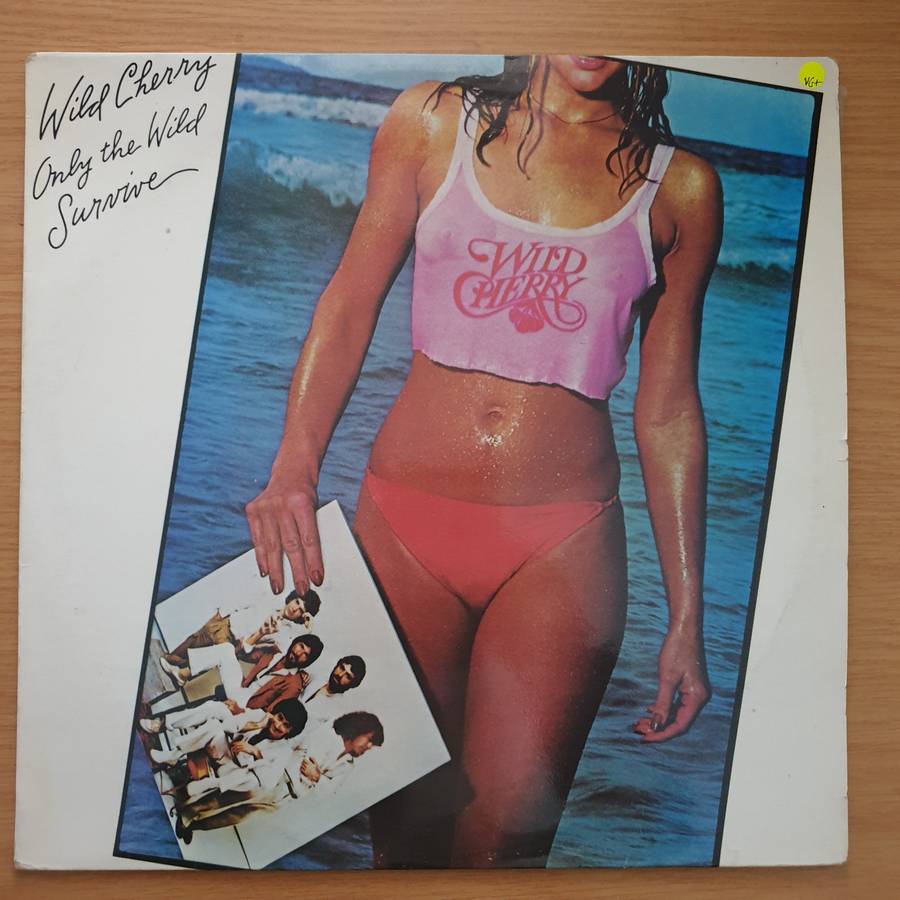 Wild Cherry
Only the Wild
Survive
VG+
WILD
CHERRY